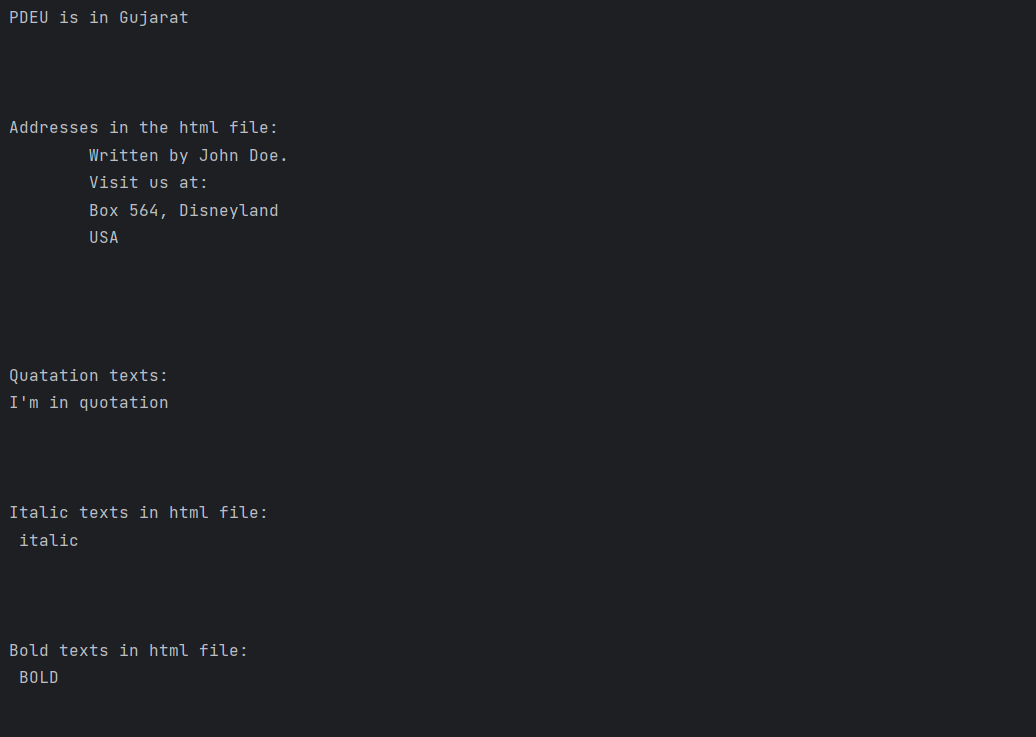 PDEU is in Gujarat
Addresses in the html file:
Written by John Doe.
Visit us at:
Box 564, Disneyland
USA
Quatation texts:
I'm in quotation
Italic texts in html file:
italic
Bold texts in html file:
BOLD